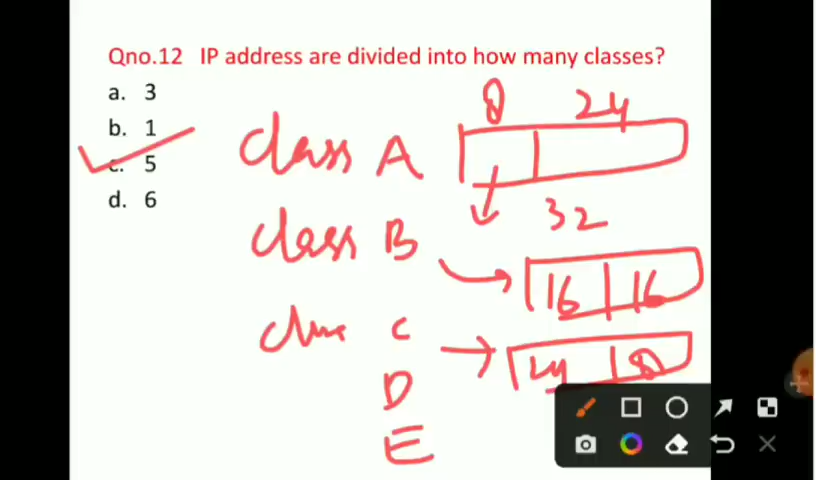 Qno.12 IP address are divided into how many classes?
a. 3
b. 1
c. 5
d. 6
class A 8 24
32
class B 16 16
class C 24 8
D
E